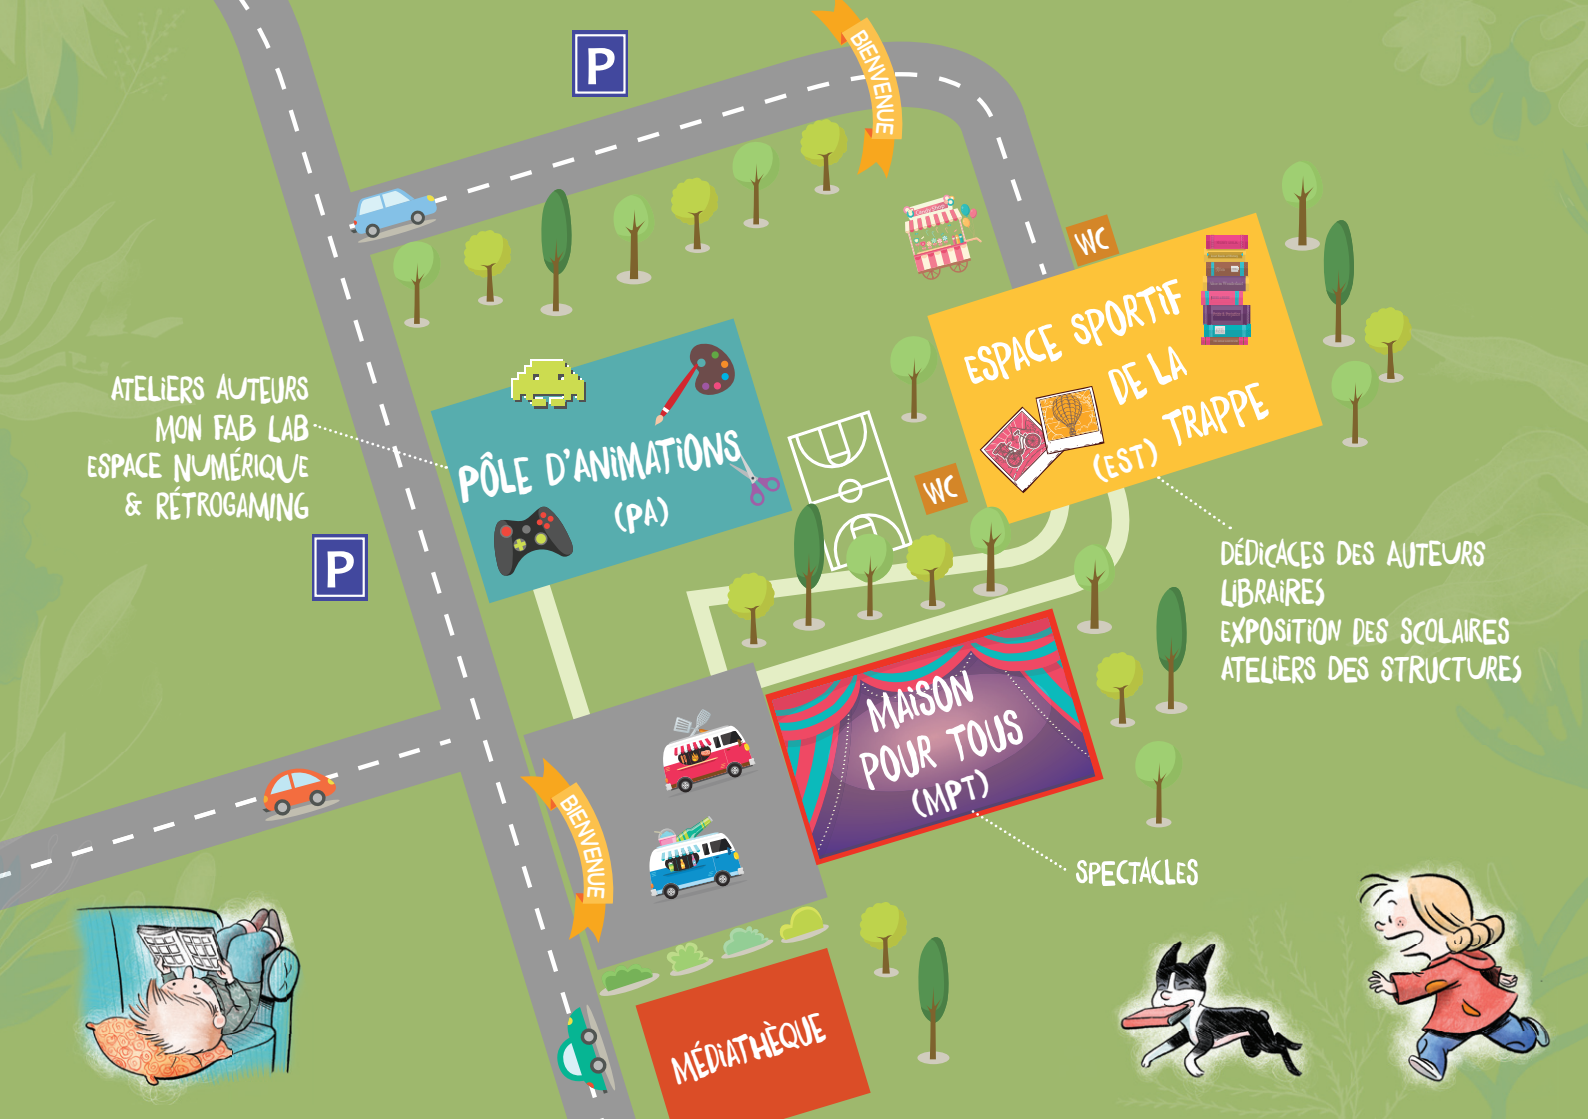 P
BIENVENUE
WC
ESPACE SPORTIF
DE LA
TRAPPE
(EST)
ATELIERS AUTEURS
MON FAB LAB
ESPACE NUMÉRIQUE
& RÉTROGAMING
PÔLE D'ANIMATIONS
(PA)
WC
P
DÉDICACES DES AUTEURS
LIBRAIRES
EXPOSITION DES SCOLAIRES
ATELIERS DES STRUCTURES
MAISON
POUR TOUS
(MPT)
BIENVENUE
SPECTACLES
MÉDIATHÈQUE